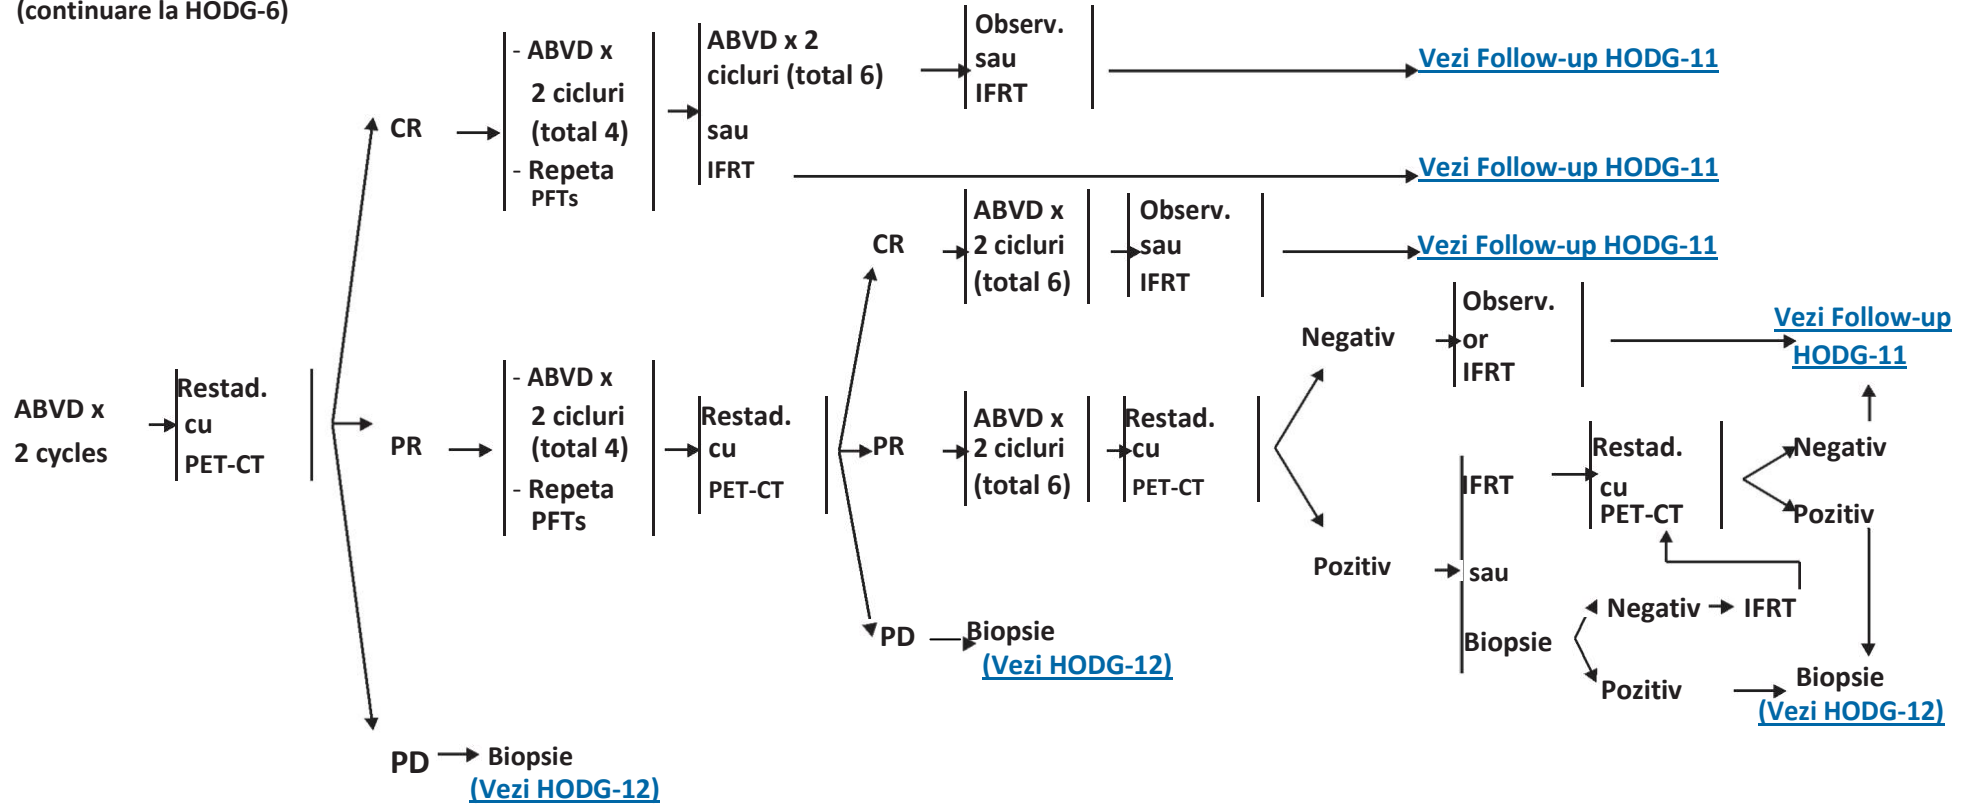 (continuare la HODG-6)
CR
- ABVD x
2 cicluri
(total 4)
- Repeta
PFTs
ABVD x 2
cicluri (total 6)
sau
IFRT
Observ.
sau
IFRT
Vezi Follow-up HODG-11
Vezi Follow-up HODG-11
ABVD x
2 cycles
Restad.
cu
PET-CT
PR
- ABVD x
2 cicluri
(total 4)
- Repeta
PFTs
Restad.
cu
PET-CT
CR
ABVD x
2 cicluri
(total 6)
Observ.
sau
IFRT
Vezi Follow-up HODG-11
PR
ABVD x
2 cicluri
(total 6)
Restad.
cu
PET-CT
Negativ
Observ.
or
IFRT
Vezi Follow-up
HODG-11
Pozitiv
IFRT
sau
Biopsie
Restad.
cu
PET-CT
Negativ
Pozitiv
Negativ
IFRT
Pozitiv
Biopsie
(Vezi HODG-12)
PD
Biopsie
(Vezi HODG-12)
PD
Biopsie
(Vezi HODG-12)